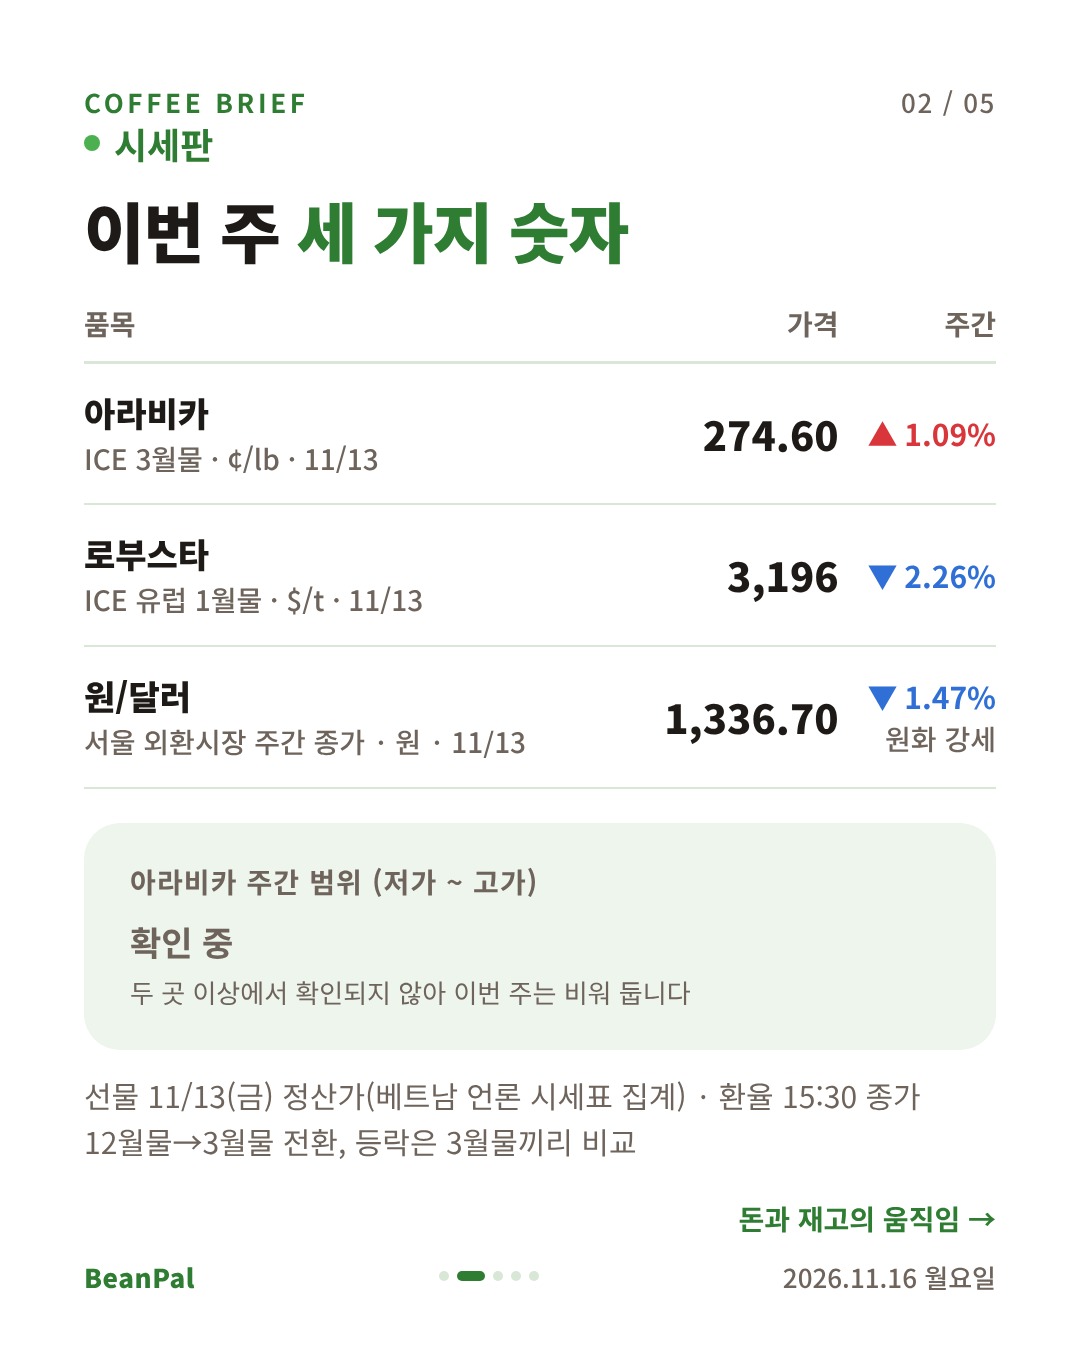 COFFEE BRIEF
02 / 05
시세판
이번 주 세 가지 숫자
품목 가격 주간
아라비카
ICE 3월물 · ¢/lb · 11/13
274.60 ▲ 1.09%
로부스타
ICE 유럽 1월물 · $/t · 11/13
3,196 ▼ 2.26%
원/달러
서울 외환시장 주간 종가 · 원 · 11/13
1,336.70 ▼ 1.47%
원화 강세
아라비카 주간 범위 (저가 ~ 고가)
확인 중
두 곳 이상에서 확인되지 않아 이번 주는 비워 둡니다
선물 11/13(금) 정산가(베트남 언론 시세표 집계) · 환율 15:30 종가
12월물→3월물 전환, 등락은 3월물끼리 비교
돈과 재고의 움직임 →
BeanPal
2026.11.16 월요일